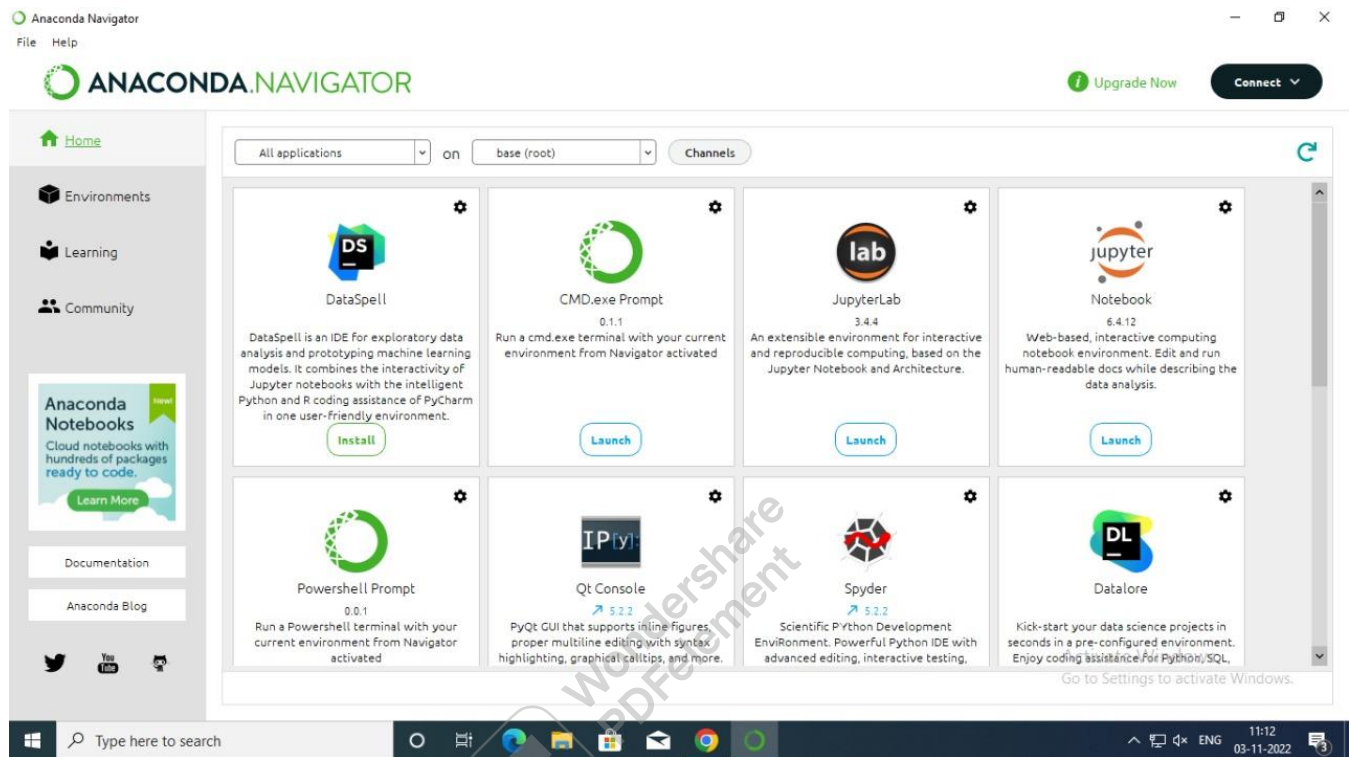 Anaconda Navigator
File Help
ANACONDA.NAVIGATOR
Upgrade Now
Connect
Home
Environments
Learning
Community
Anaconda
Notebooks
New!
Cloud notebooks with
hundreds of packages
ready to code.
Learn More
Documentation
Anaconda Blog
You
Tube
All applications on base (root) Channels
DS
DataSpell
DataSpell is an IDE for exploratory data
analysis and prototyping machine learning
models. It combines the interactivity of
Jupyter notebooks with the intelligent
Python and R coding assistance of PyCharm
in one user-friendly environment.
Install
CMD.exe Prompt
0.1.1
Run a cmd.exe terminal with your current
environment from Navigator activated
Launch
lab
JupyterLab
3.4.4
An extensible environment for interactive
and reproducible computing, based on the
Jupyter Notebook and Architecture.
Launch
jupyter
Notebook
6.4.12
Web-based, interactive computing
notebook environment. Edit and run
human-readable docs while describing the
data analysis.
Launch
Powershell Prompt
0.0.1
Run a Powershell terminal with your
current environment from Navigator
activated
IP[y]:
Qt Console
5.2.2
PyQt GUI that supports inline figures,
proper multiline editing with syntax
highlighting, graphical calltips, and more.
Spyder
5.2.2
Scientific PYthon Development
EnviRonment. Powerful Python IDE with
advanced editing, interactive testing,
DL
Datalore
Kick-start your data science projects in
seconds in a pre-configured environment.
Enjoy coding assistance for Python, SQL,
Activate Windows
Go to Settings to activate Windows.
Wondershare
PDFelement
Type here to search
ENG
11:12
03-11-2022
3